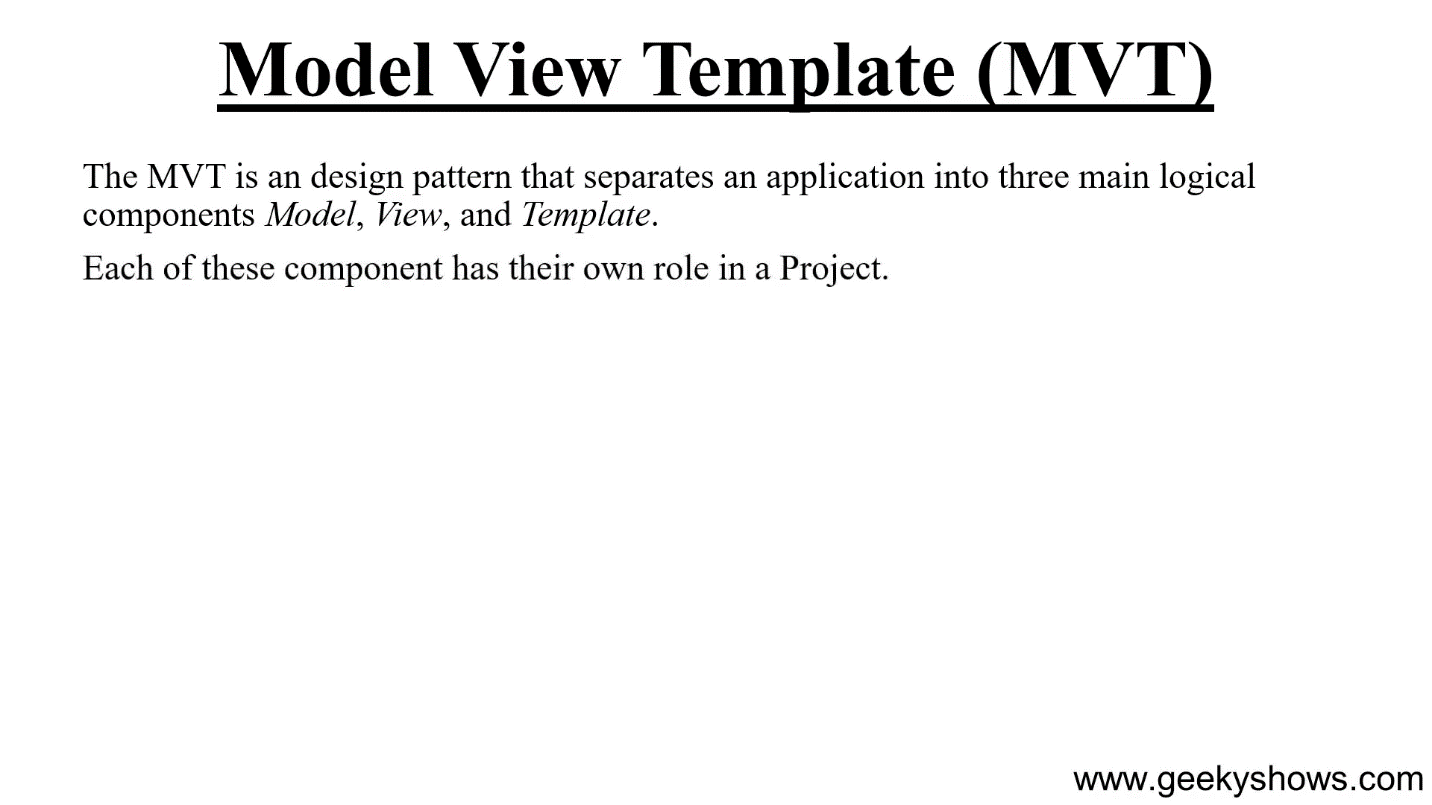 Model View Template (MVT)
The MVT is an design pattern that separates an application into three main logical
components Model, View, and Template.
Each of these component has their own role in a Project.
www.geekyshows.com